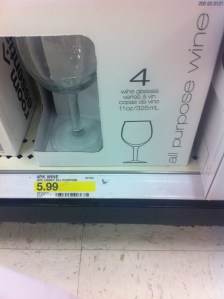 4
wine glasses
verres à vin
copas de vino
11oz/325mL
all purpose wine
4PK WINE
5.99